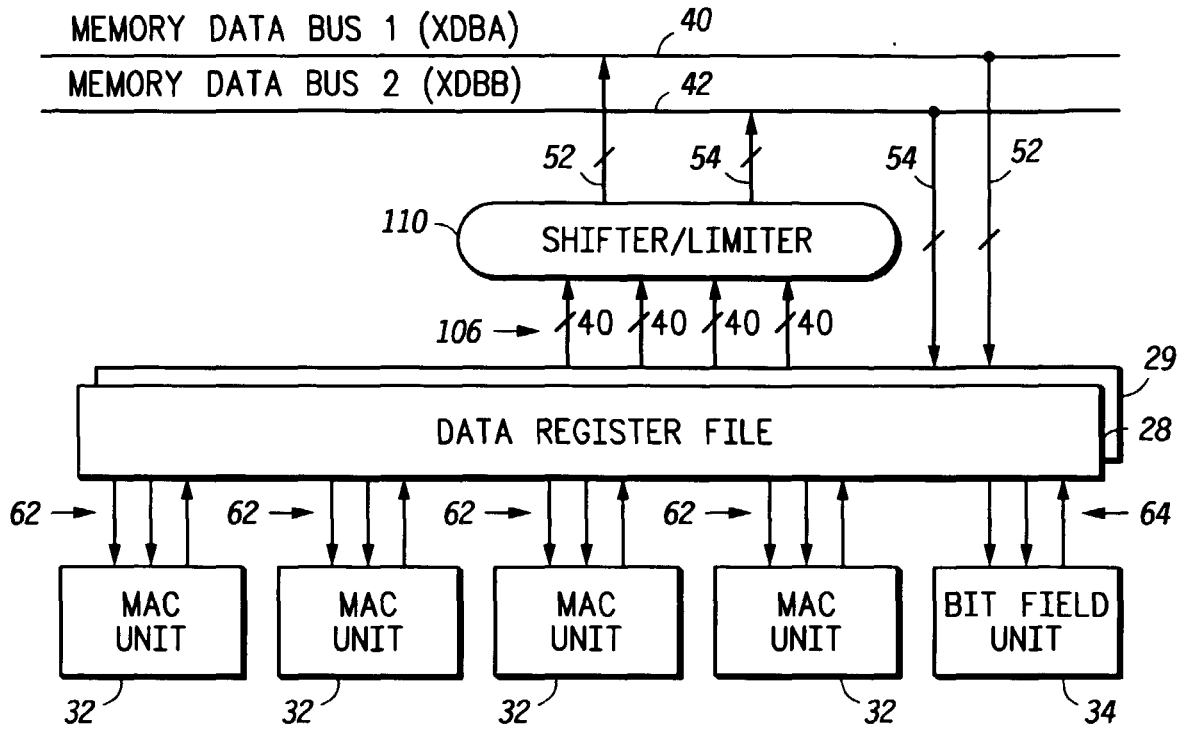 MEMORY DATA BUS 1 (XDBA)
40
MEMORY DATA BUS 2 (XDBB)
42
52
54
54
52
110
SHIFTER/LIMITER
106
40
40
40
40
29
DATA REGISTER FILE
28
62
62
62
62
64
MAC
UNIT
MAC
UNIT
MAC
UNIT
MAC
UNIT
BIT FIELD
UNIT
32
32
32
32
34